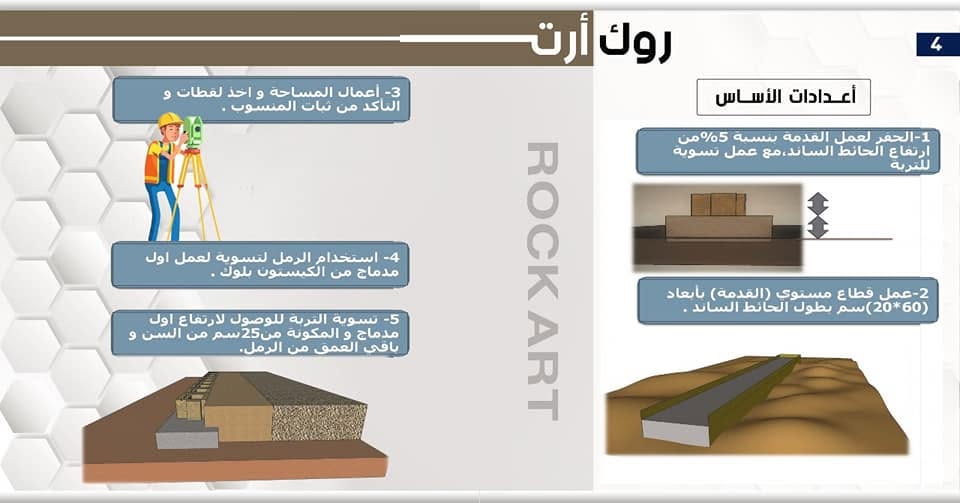 روك أرت
4
أعـدادات الأساس
1-الحفر لعمل القدمة بنسبة 5%من
ارتفاع الحائط الساند،مع عمل تسوية
للتربة
2-عمل قطاع مستوي (القدمة) بأبعاد
(60*20)سم بطول الحائط الساند .
ROCK ART
3- أعمال المساحة و اخذ لقطات و
التأكد من ثبات المنسوب .
4- استخدام الرمل لتسوية لعمل اول
مدماج من الكيستون بلوك .
5- تسوية التربة للوصول لارتفاع اول
مدماج و المكونة من25سم من السن و
باقي العمق من الرمل.